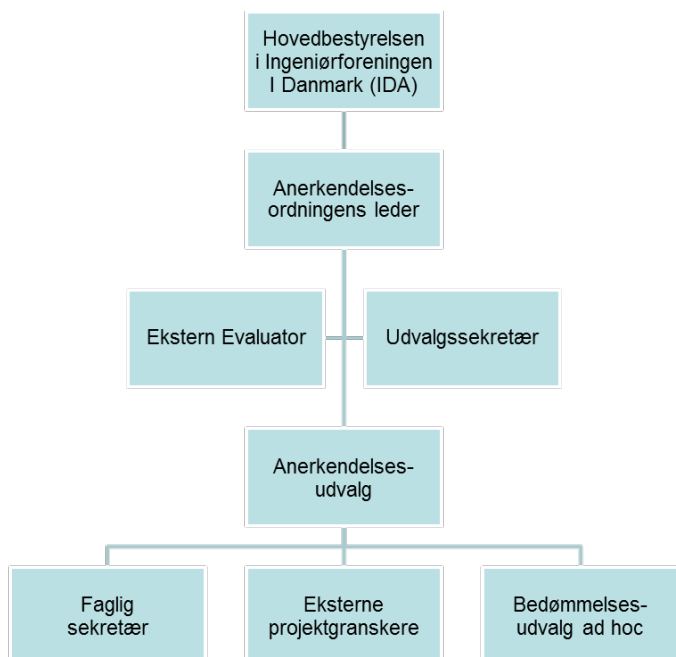 Hovedbestyrelsen
i Ingeniørforeningen
I Danmark (IDA)
Anerkendelses-
ordningens leder
Ekstern Evaluator
Udvalgssekretær
Anerkendelses-
udvalg
Faglig
sekretær
Eksterne
projektgranskere
Bedømmelses-
udvalg ad hoc